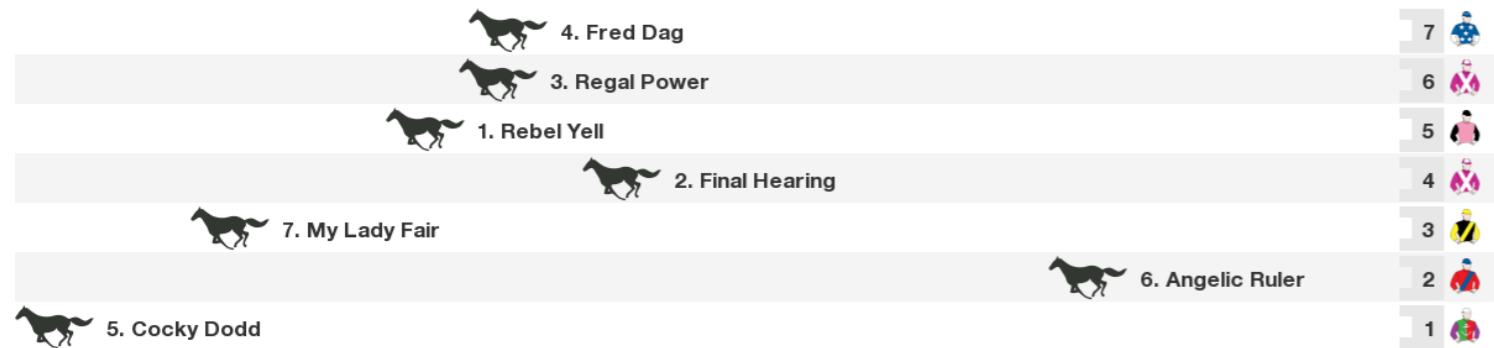 4. Fred Dag 7
3. Regal Power 6
1. Rebel Yell 5
2. Final Hearing 4
7. My Lady Fair 3
6. Angelic Ruler 2
5. Cocky Dodd 1